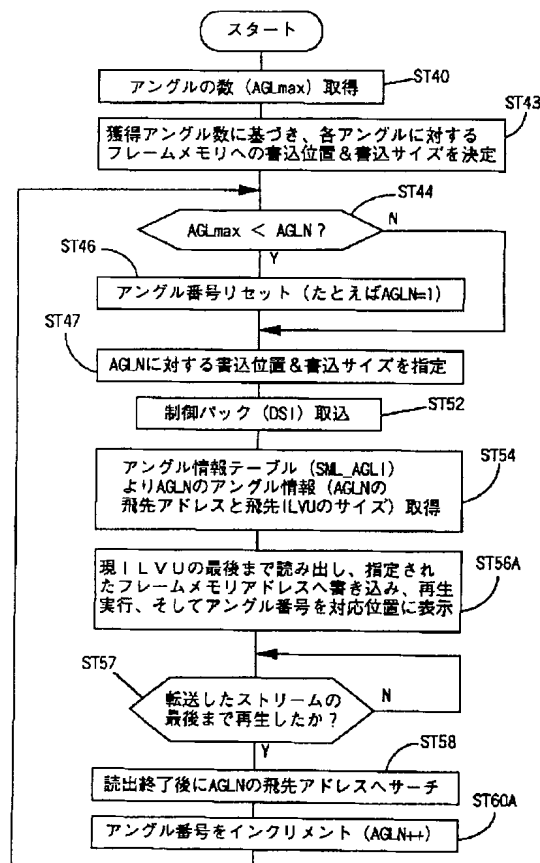 スタート
アングルの数（AGLmax）取得
ST40
獲得アングル数に基づき、各アングルに対する
フレームメモリへの書込位置＆書込サイズを決定
ST43
ST44
AGLmax ＜ AGLN？
N
Y
ST46
アングル番号リセット（たとえばAGLN=1）
ST47
AGLNに対する書込位置＆書込サイズを指定
制御パック（DSI）取込
ST52
アングル情報テーブル（SML_AGLI）
よりAGLNのアングル情報（AGLNの
飛先アドレスと飛先ILVUのサイズ）取得
ST54
現ＩＬＶＵの最後まで読み出し、指定され
たフレームメモリアドレスへ書き込み、再生
実行、そしてアングル番号を対応位置に表示
ST56A
ST57
転送したストリームの
最後まで再生したか？
N
Y
ST58
読出終了後にAGLNの飛先アドレスへサーチ
ST60A
アングル番号をインクリメント（AGLN++）